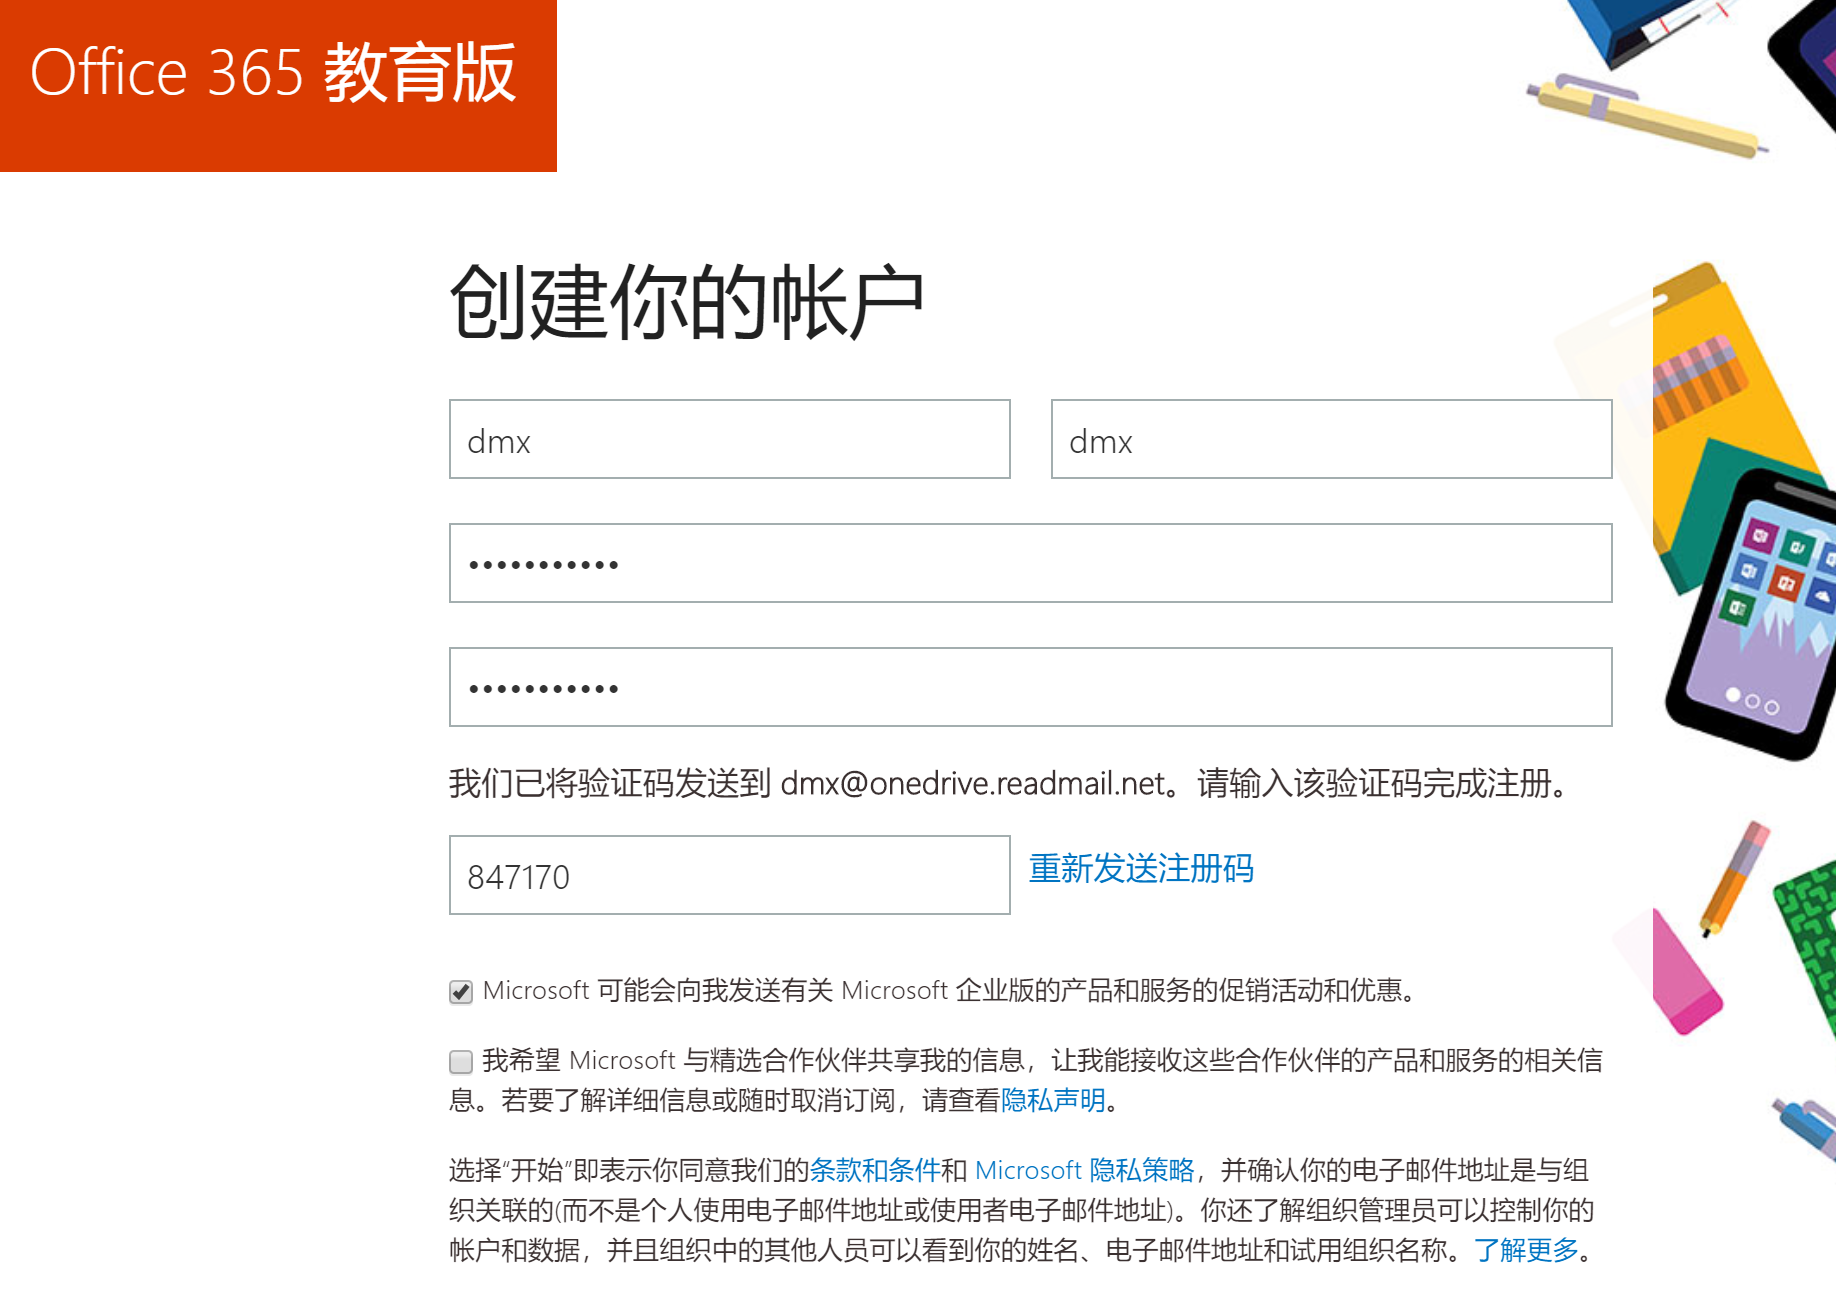 Office 365 教育版
创建你的帐户
dmx
dmx
•••••••••••
•••••••••••
我们已将验证码发送到 dmx@onedrive.readmail.net。请输入该验证码完成注册。
847170
重新发送注册码
Microsoft 可能会向我发送有关 Microsoft 企业版的产品和服务的促销活动和优惠。
我希望 Microsoft 与精选合作伙伴共享我的信息，让我能接收这些合作伙伴的产品和服务的相关信
息。若要了解详细信息或随时取消订阅，请查看隐私声明。
选择“开始”即表示你同意我们的条款和条件和 Microsoft 隐私策略，并确认你的电子邮件地址是与组
织关联的(而不是个人使用电子邮件地址或使用者电子邮件地址)。你还了解组织管理员可以控制你的
帐户和数据，并且组织中的其他人员可以看到你的姓名、电子邮件地址和试用组织名称。了解更多。